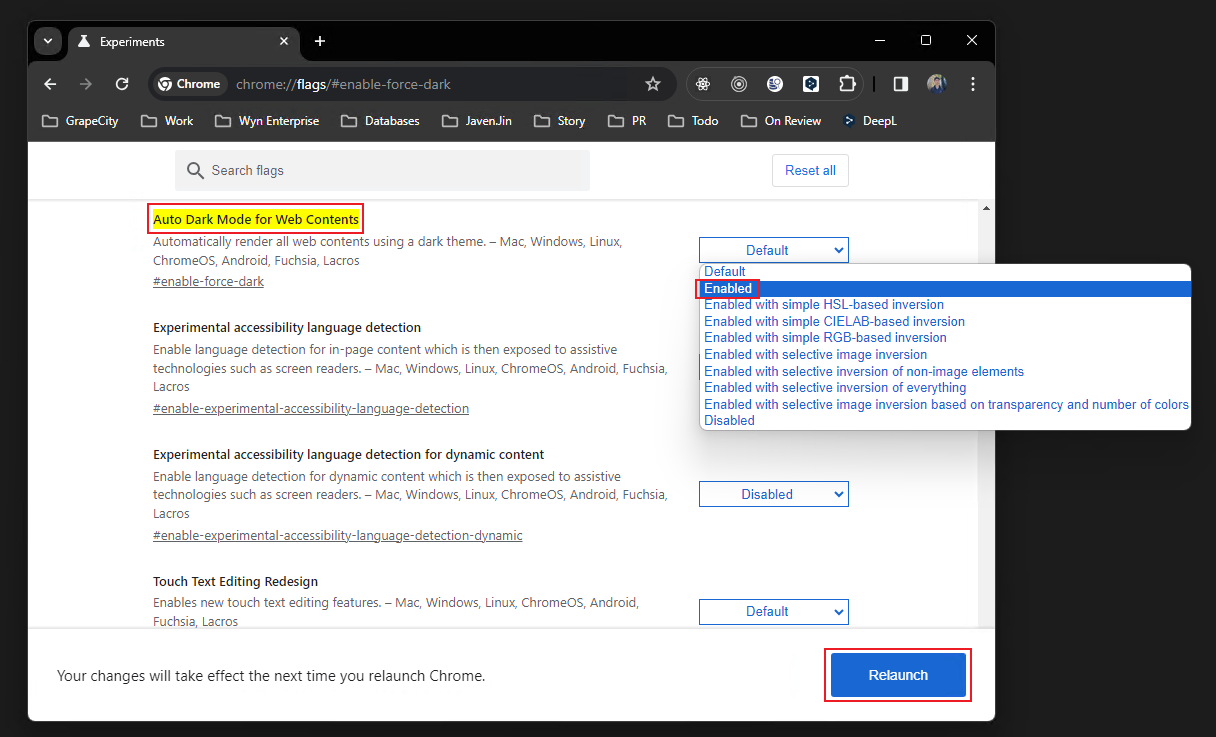 Experiments
Chrome
chrome://flags/#enable-force-dark
GrapeCity
Work
Wyn Enterprise
Databases
Javen.Jin
Story
PR
Todo
On Review
DeepL
Search flags
Reset all
Auto Dark Mode for Web Contents
Automatically render all web contents using a dark theme. – Mac, Windows, Linux,
ChromeOS, Android, Fuchsia, Lacros
#enable-force-dark
Default
Default
Enabled
Enabled with simple HSL-based inversion
Enabled with simple CIELAB-based inversion
Enabled with simple RGB-based inversion
Enabled with selective image inversion
Enabled with selective inversion of non-image elements
Enabled with selective inversion of everything
Enabled with selective image inversion based on transparency and number of colors
Disabled
Experimental accessibility language detection
Enable language detection for in-page content which is then exposed to assistive
technologies such as screen readers. – Mac, Windows, Linux, ChromeOS, Android, Fuchsia,
Lacros
#enable-experimental-accessibility-language-detection
Experimental accessibility language detection for dynamic content
Enable language detection for dynamic content which is then exposed to assistive
technologies such as screen readers. – Mac, Windows, Linux, ChromeOS, Android, Fuchsia,
Lacros
#enable-experimental-accessibility-language-detection-dynamic
Disabled
Touch Text Editing Redesign
Enables new touch text editing features. – Mac, Windows, Linux, ChromeOS, Android,
Fuchsia, Lacros
Default
Your changes will take effect the next time you relaunch Chrome.
Relaunch